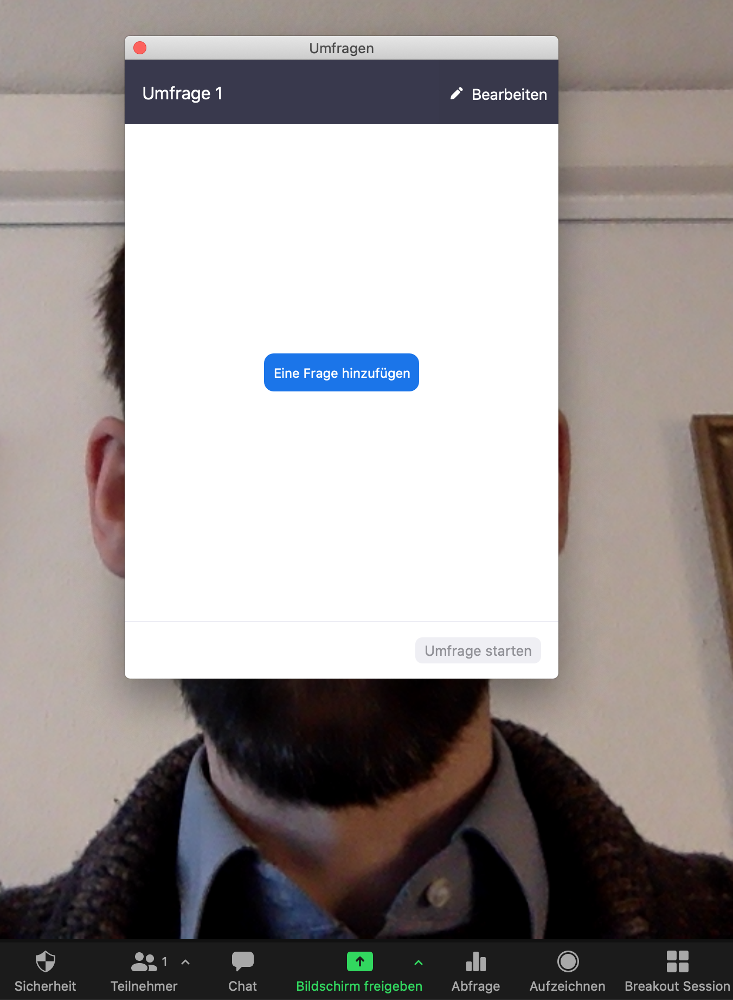 Umfragen
Umfrage 1
Bearbeiten
Eine Frage hinzufügen
Umfrage starten
1
Sicherheit
Teilnehmer
Chat
Bildschirm freigeben
Abfrage
Aufzeichnen
Breakout Session